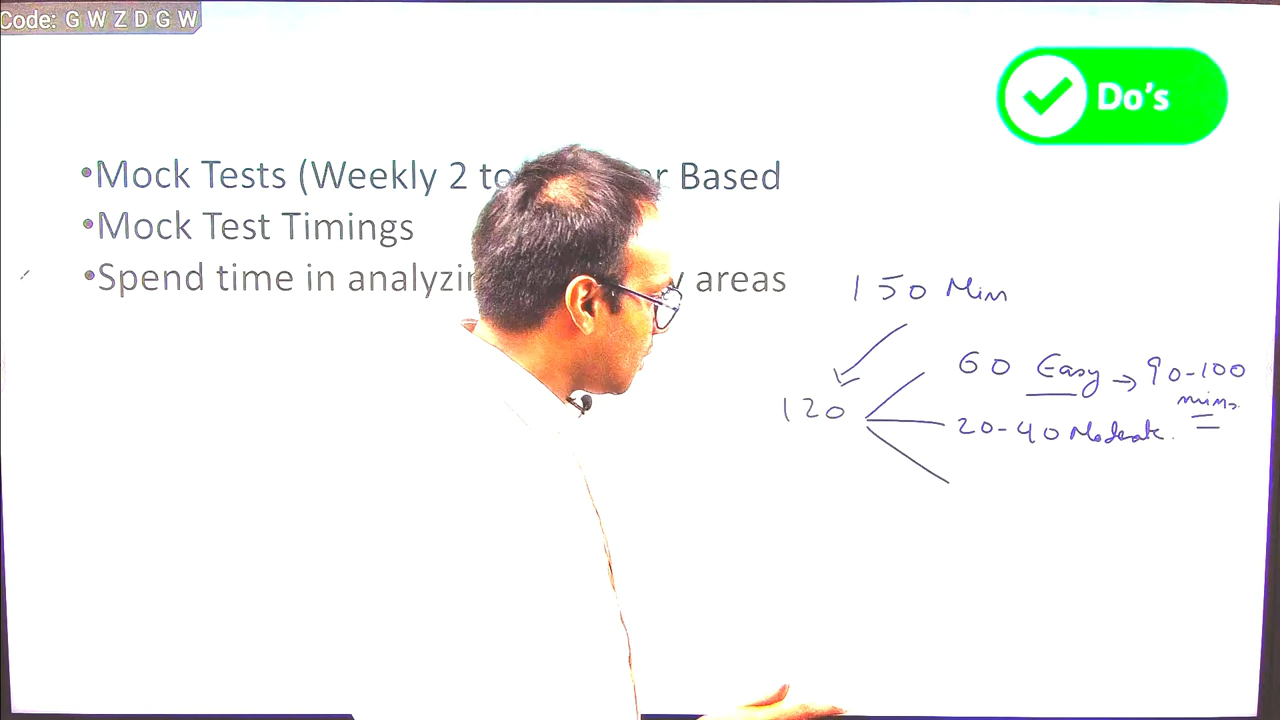 Code: G W Z D G W
Do's
•Mock Tests (Weekly 2 to Based
•Mock Test Timings
•Spend time in areas
150 Min
60 Easy → 90-100 mins.
120
20-40 Moderate.